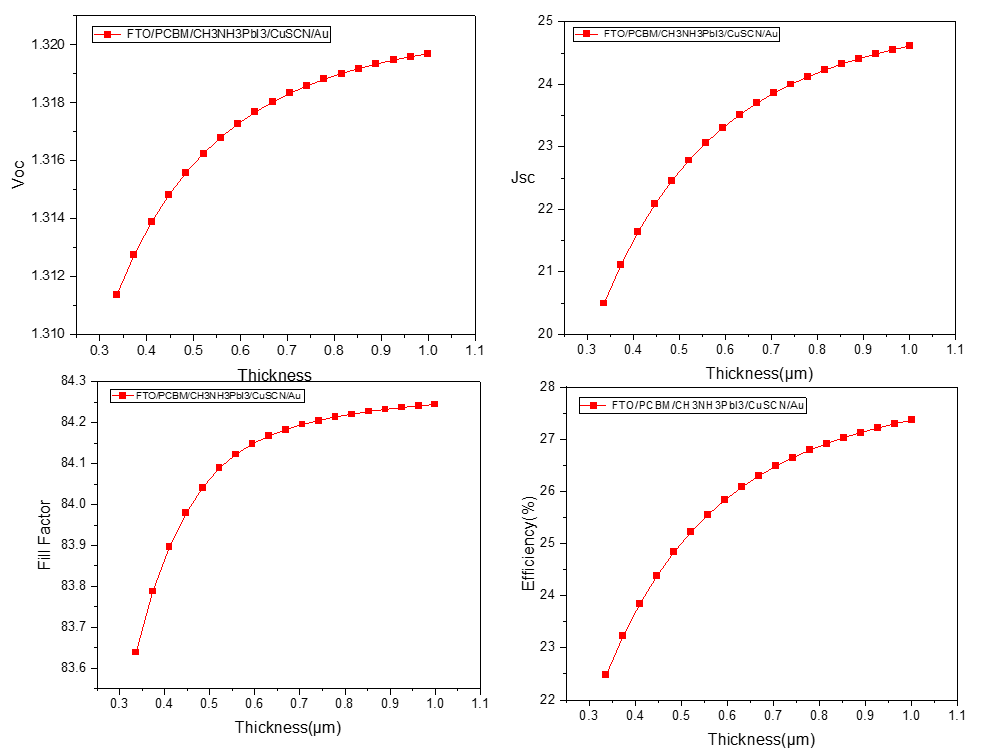 FTO/PCBM/CH3NH3PbI3/CuSCN/Au
1.320
1.318
1.316
1.314
1.312
1.310
Voc
0.3 0.4 0.5 0.6 0.7 0.8 0.9 1.0 1.1
Thickness
FTO/PCBM/CH3NH3PbI3/CuSCN/Au
25
24
23
22
21
20
Jsc
0.3 0.4 0.5 0.6 0.7 0.8 0.9 1.0 1.1
Thickness(µm)
FTO/PCBM/CH3NH3PbI3/CuSCN/Au
84.3
84.2
84.1
84.0
83.9
83.8
83.7
83.6
Fill Factor
0.3 0.4 0.5 0.6 0.7 0.8 0.9 1.0 1.1
Thickness(µm)
FTO/PCBM/CH3NH3PbI3/CuSCN/Au
28
27
26
25
24
23
22
Efficiency(%)
0.3 0.4 0.5 0.6 0.7 0.8 0.9 1.0 1.1
Thickness(µm)